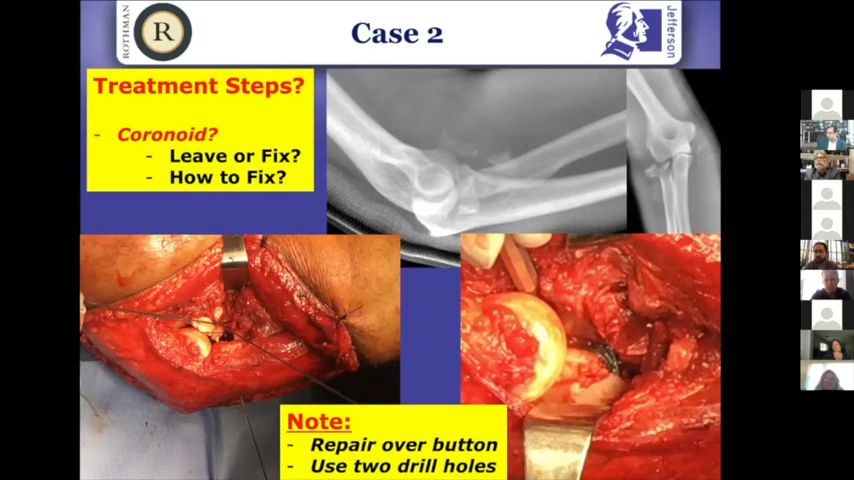 ROTHMAN
R
Case 2
Jefferson
Treatment Steps?
- Coronoid?
- Leave or Fix?
- How to Fix?
Note:
- Repair over button
- Use two drill holes